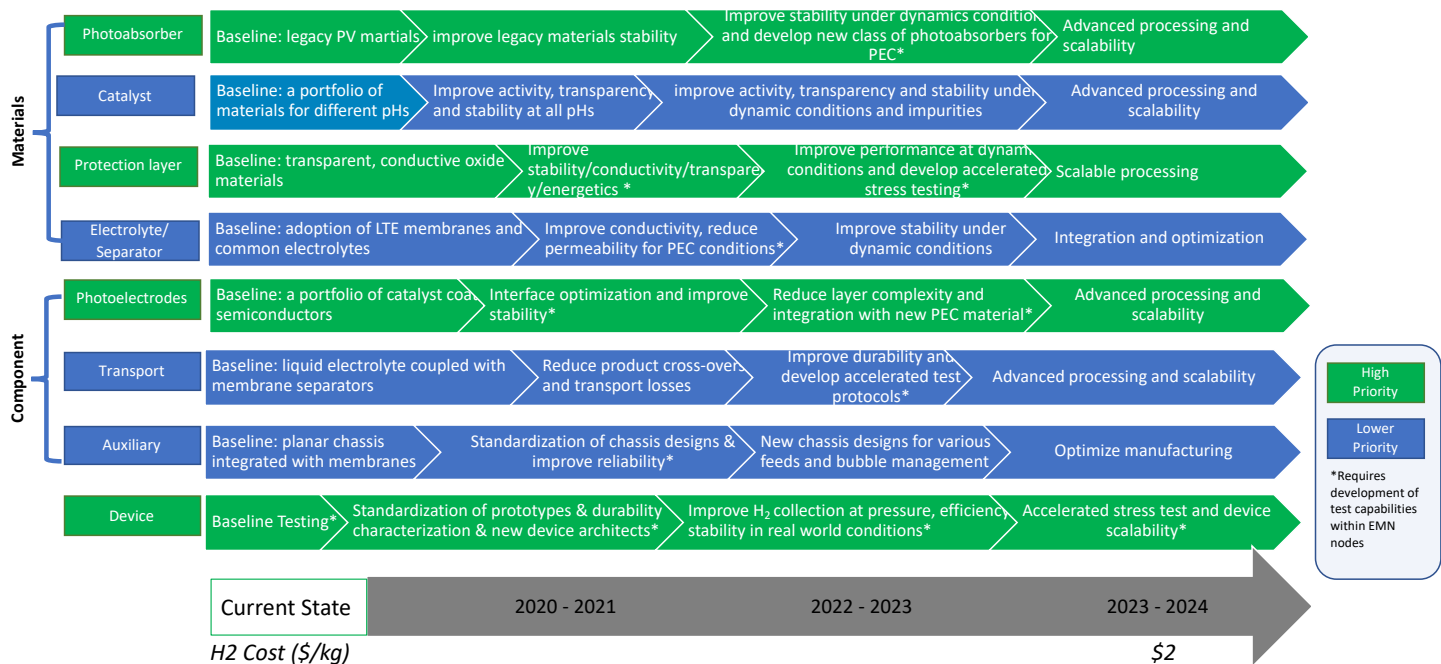 Materials
Photoabsorber
Baseline: legacy PV martials
improve legacy materials stability
Improve stability under dynamics condition
and develop new class of photoabsorbers for
PEC*
Advanced processing and
scalability
Catalyst
Baseline: a portfolio of
materials for different pHs
Improve activity, transparency
and stability at all pHs
improve activity, transparency and stability under
dynamic conditions and impurities
Advanced processing and
scalability
Protection layer
Baseline: transparent, conductive oxide
materials
Improve
stability/conductivity/transpare
y/energetics *
Improve performance at dynam
conditions and develop accelerated
stress testing*
Scalable processing
Electrolyte/
Separator
Baseline: adoption of LTE membranes and
common electrolytes
Improve conductivity, reduce
permeability for PEC conditions*
Improve stability under
dynamic conditions
Integration and optimization
Component
Photoelectrodes
Baseline: a portfolio of catalyst coa
semiconductors
Interface optimization and improve
stability*
Reduce layer complexity and
integration with new PEC material*
Advanced processing and
scalability
Transport
Baseline: liquid electrolyte coupled with
membrane separators
Reduce product cross-overs
and transport losses
Improve durability and
develop accelerated test
protocols*
Advanced processing and scalability
Auxiliary
Baseline: planar chassis
integrated with membranes
Standardization of chassis designs &
improve reliability*
New chassis designs for various
feeds and bubble management
Optimize manufacturing
Device
Baseline Testing*
Standardization of prototypes & durability
characterization & new device architects*
Improve H₂ collection at pressure, efficiency
stability in real world conditions*
Accelerated stress test and device
scalability*
High
Priority
Lower
Priority
*Requires
development of
test capabilities
within EMN
nodes
Current State
2020 - 2021
2022 - 2023
2023 - 2024
H2 Cost ($/kg)
$2